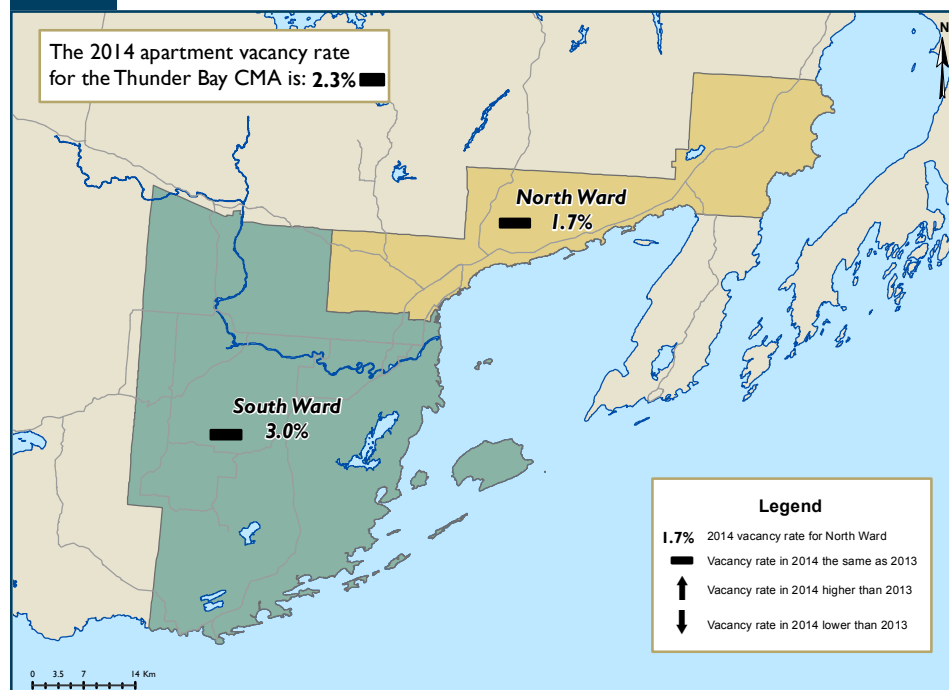 The 2014 apartment vacancy rate
for the Thunder Bay CMA is: 2.3%
N
North Ward
1.7%
South Ward
3.0%
Legend
1.7% 2014 vacancy rate for North Ward
Vacancy rate in 2014 the same as 2013
Vacancy rate in 2014 higher than 2013
Vacancy rate in 2014 lower than 2013
0 3.5 7 14 Km